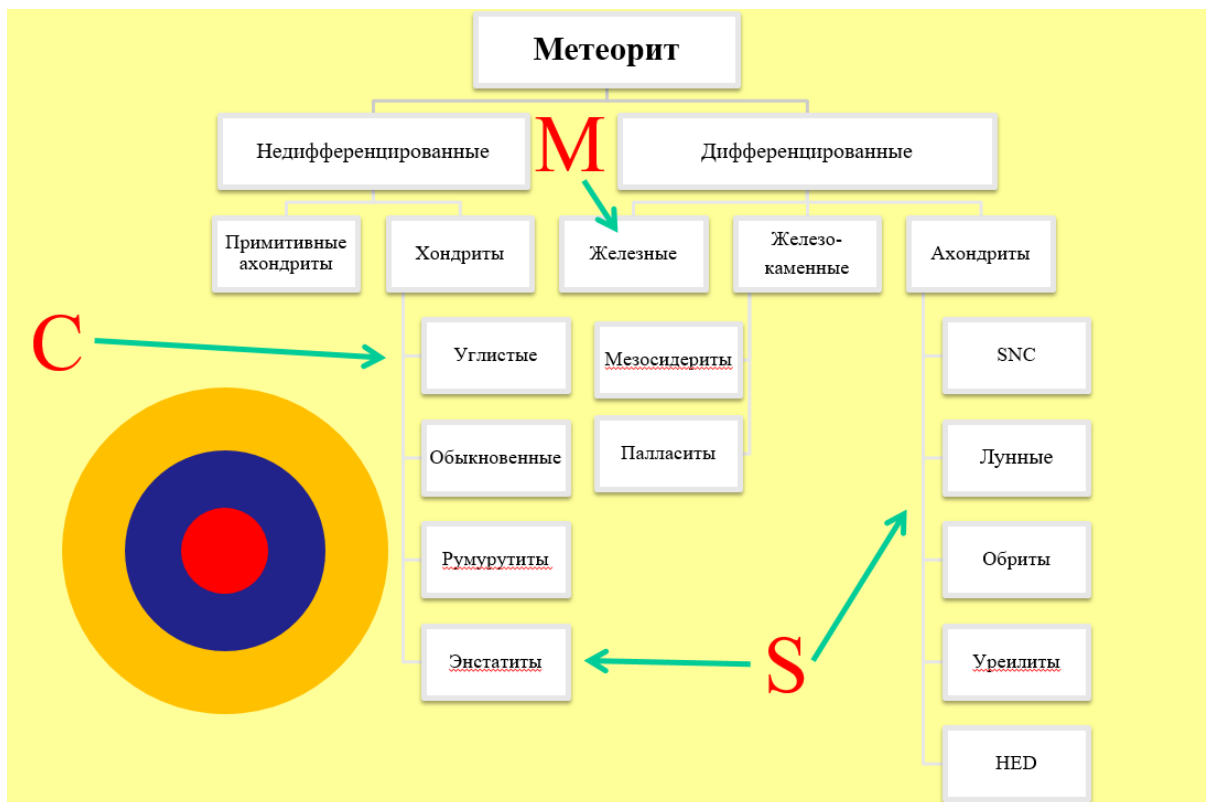 Метеорит
Недифференцированные
М
Дифференцированные
Примитивные
ахондриты
Хондриты
Железные
Железо-
каменные
Ахондриты
С
Углистые
Мезосидериты
SNC
Обыкновенные
Палласиты
Лунные
Румурутиты
Обриты
Энстатиты
S
Уреилиты
HED